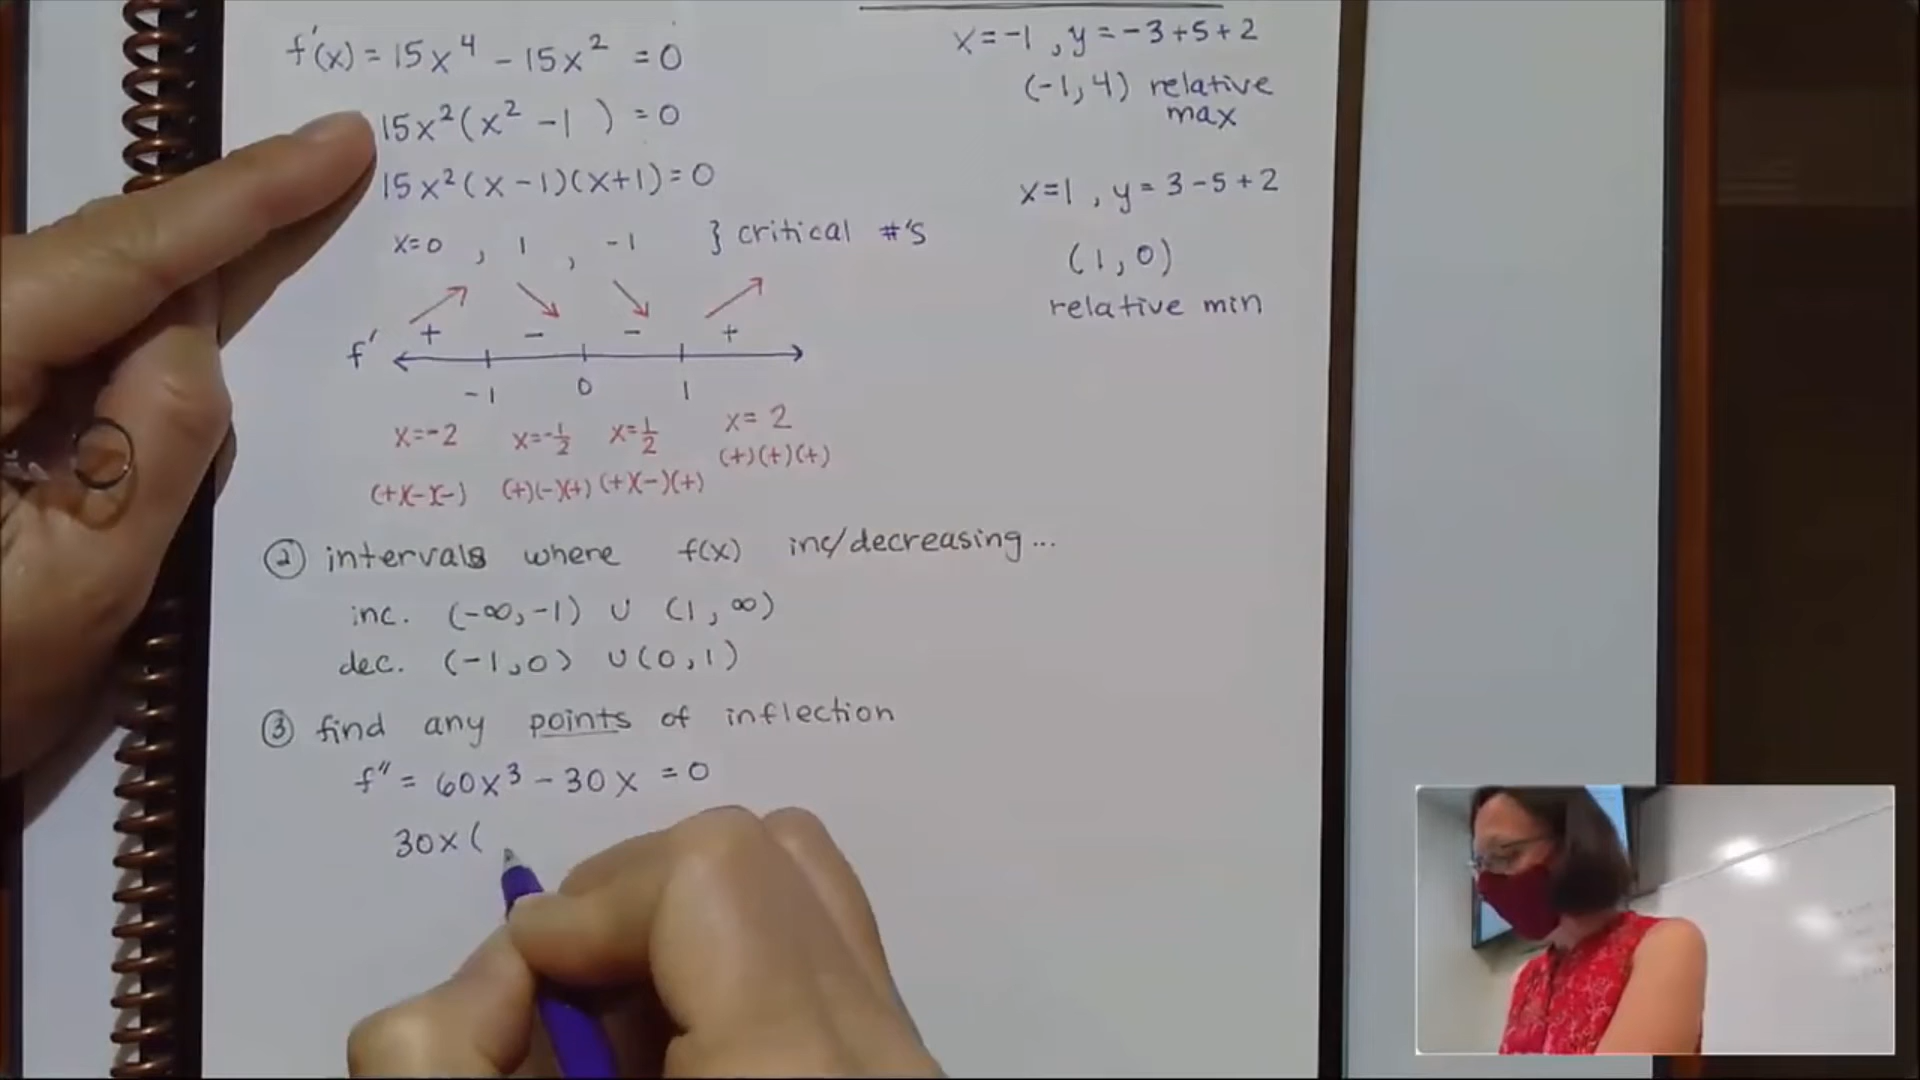 f'(x) = 15x⁴ - 15x² = 0
15x²(x² - 1 ) = 0
15x²(x - 1)(x+1) = 0
x=0 , 1 , -1 } critical #'s
+ - - +
f'
-1 0 1
x=-2 x=-1/2 x=1/2 x= 2
(+)(-)(-) (+)(-)(+) (+)(-)(+) (+)(+)(+)
x=-1 , y = -3+5+2
(-1,4) relative
max
x=1 , y = 3-5+2
(1,0)
relative min
② intervals where f(x) inc/decreasing...
inc. (-∞,-1) ∪ (1, ∞)
dec. (-1,0) ∪(0,1)
③ find any points of inflection
f" = 60x³ - 30x = 0
30x (